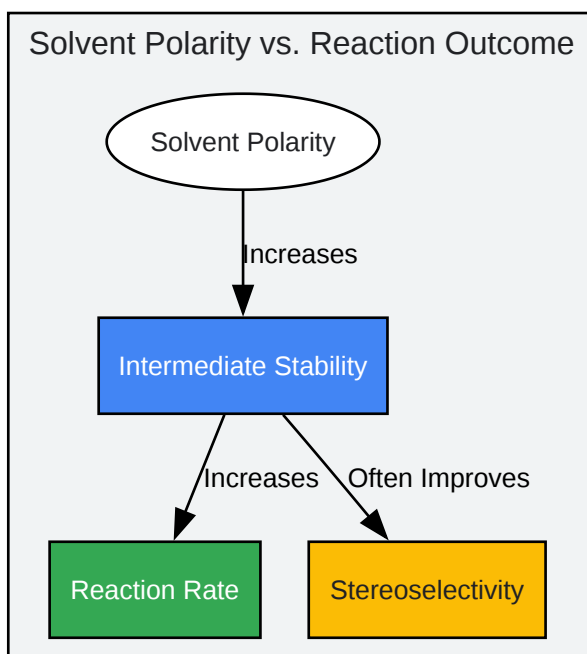 Solvent Polarity vs. Reaction Outcome
Solvent Polarity
Increases
Intermediate Stability
Increases
Often Improves
Reaction Rate
Stereoselectivity